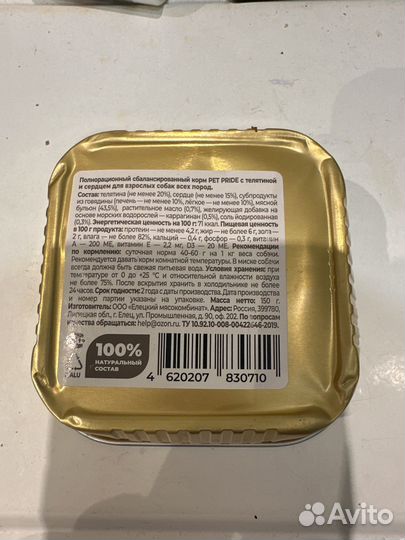 Полнорационный сбалансированный корм PET PRIDE с телятиной
и сердцем для взрослых собак всех пород.
Состав: телятина (не менее 20%), сердце (не менее 15%), субпродукты
из говядины (печень — не менее 10%, лёгкое — не менее 10%), мясной
бульон (43,5%), растительное масло (0,7%), желирующая добавка на
основе морских водорослей — каррагинан (0,5%), соль йодированная
(0,3%). Энергетическая ценность на 100 г: 71 ккал. Пищевая ценность
в 100 г продукта: протеин — не менее 4,2 г, жир — не более 6 г, зола —
2 г, влага — не более 82%, кальций — 0,4 г, фосфор — 0,3 г, витамин
А — 200 МЕ, витамин Е — 2,2 мг, D3 — 20 МЕ. Рекомендации
по кормлению: суточная норма 40-60 г на 1 кг веса собаки.
Рекомендуется давать корм комнатной температуры. В миске собаки
всегда должна быть свежая питьевая вода. Условия хранения: при
температуре от 0 до +25 °С и относительной влажности воздуха
не более 75%. После вскрытия хранить в холодильнике не более
24 часов. Срок годности: 2 года с даты производства. Дата и
номер партии указаны на упаковке. Масса нетто: 150 г.
Изготовитель: ООО «Елецкий мясокомбинат». Адрес: Россия, 399780,
Липецкая обл., г. Елец, ул. Промышленная, д. 90, оф. 202. По вопросам
качества обращаться: help@ozon.ru. ТУ 10.92.10-008-00422646-2019.
100%
НАТУРАЛЬНЫЙ
СОСТАВ
ALU
4 620207 830710
Avito